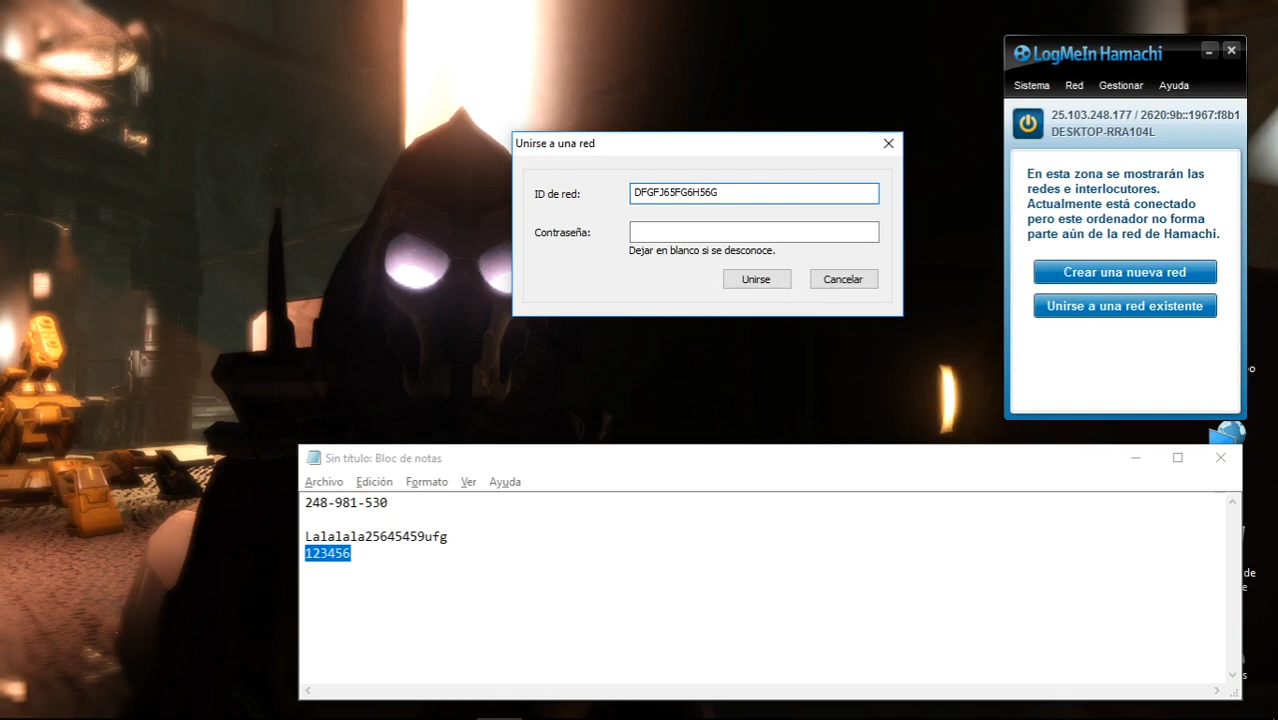 LogMeIn Hamachi
Sistema Red Gestionar Ayuda
25.103.248.177 / 2620:9b::1967:f8b1
DESKTOP-RRA104L
En esta zona se mostrarán las
redes e interlocutores.
Actualmente está conectado
pero este ordenador no forma
parte aún de la red de Hamachi.
Crear una nueva red
Unirse a una red existente
Unirse a una red
ID de red: DFGFJ65FG6H56G
Contraseña:
Dejar en blanco si se desconoce.
Unirse Cancelar
Sin título: Bloc de notas
Archivo Edición Formato Ver Ayuda
248-981-530
Lalalala25645459ufg
123456
de